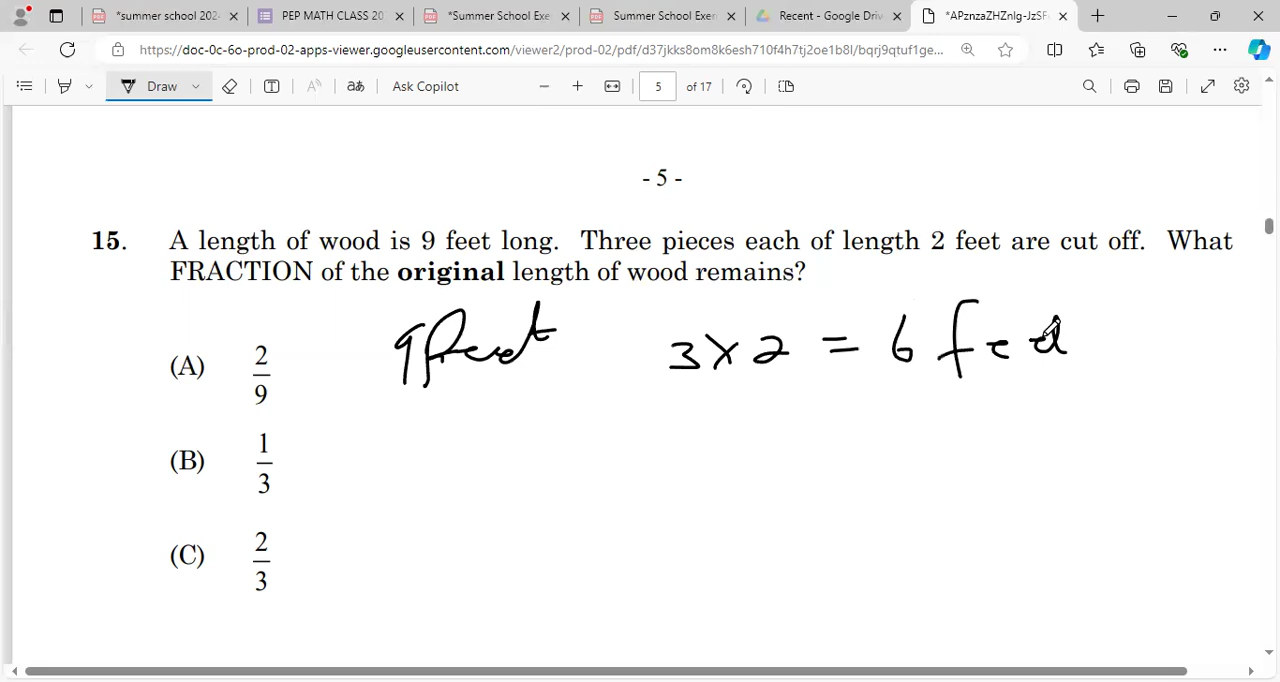 *summer school 202 PEP MATH CLASS 20 *Summer School Exe Summer School Exer Recent - Google Driv *APznzaZHZnlg-JzSF
https://doc-0c-6o-prod-02-apps-viewer.googleusercontent.com/viewer2/prod-02/pdf/d37jkks8om8k6esh710f4h7tj2oe1b8l/bqrj9qtuf1ge...
Draw aあ Ask Copilot 5 of 17
- 5 -
15. A length of wood is 9 feet long. Three pieces each of length 2 feet are cut off. What
FRACTION of the original length of wood remains?
9 feet 3 x 2 = 6 fee
(A) 2/9
(B) 1/3
(C) 2/3